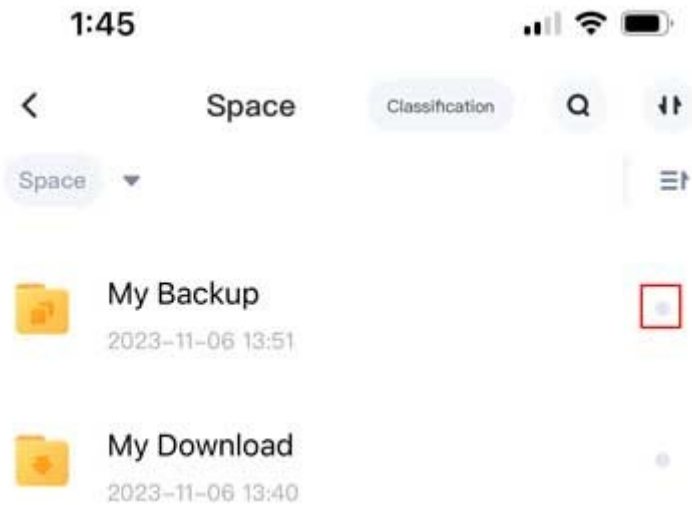 1:45
Space Classification
Space
My Backup
2023-11-06 13:51
My Download
2023-11-06 13:40